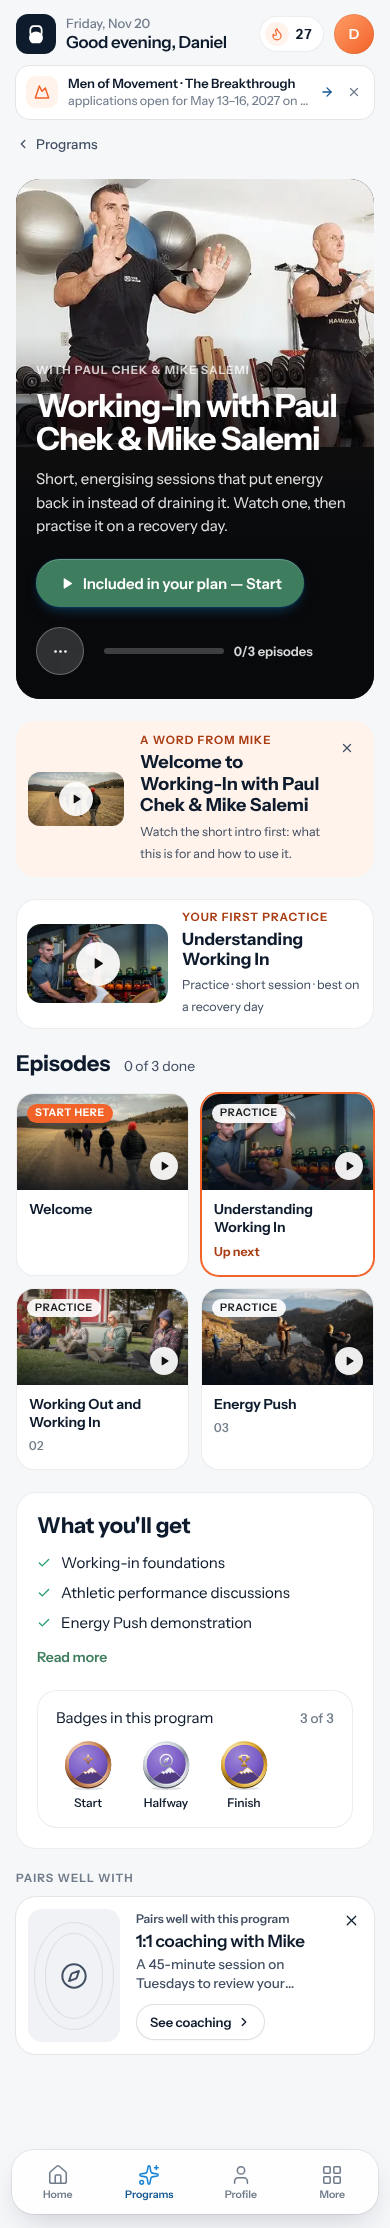 Friday, Nov 20
Good evening, Daniel
27
D
Men of Movement · The Breakthrough
applications open for May 13–16, 2027 on ...
Programs
WITH PAUL CHEK & MIKE SALEMI
Working-In with Paul
Chek & Mike Salemi
Short, energising sessions that put energy
back in instead of draining it. Watch one, then
practise it on a recovery day.
Included in your plan — Start
0/3 episodes
A WORD FROM MIKE
Welcome to
Working-In with Paul
Chek & Mike Salemi
Watch the short intro first: what
this is for and how to use it.
YOUR FIRST PRACTICE
Understanding
Working In
Practice · short session · best on
a recovery day
Episodes 0 of 3 done
START HERE
Welcome
PRACTICE
Understanding
Working In
Up next
PRACTICE
Working Out and
Working In
02
PRACTICE
Energy Push
03
What you'll get
Working-in foundations
Athletic performance discussions
Energy Push demonstration
Read more
Badges in this program 3 of 3
Start
Halfway
Finish
PAIRS WELL WITH
Pairs well with this program
1:1 coaching with Mike
A 45-minute session on
Tuesdays to review your...
See coaching
Home
Programs
Profile
More